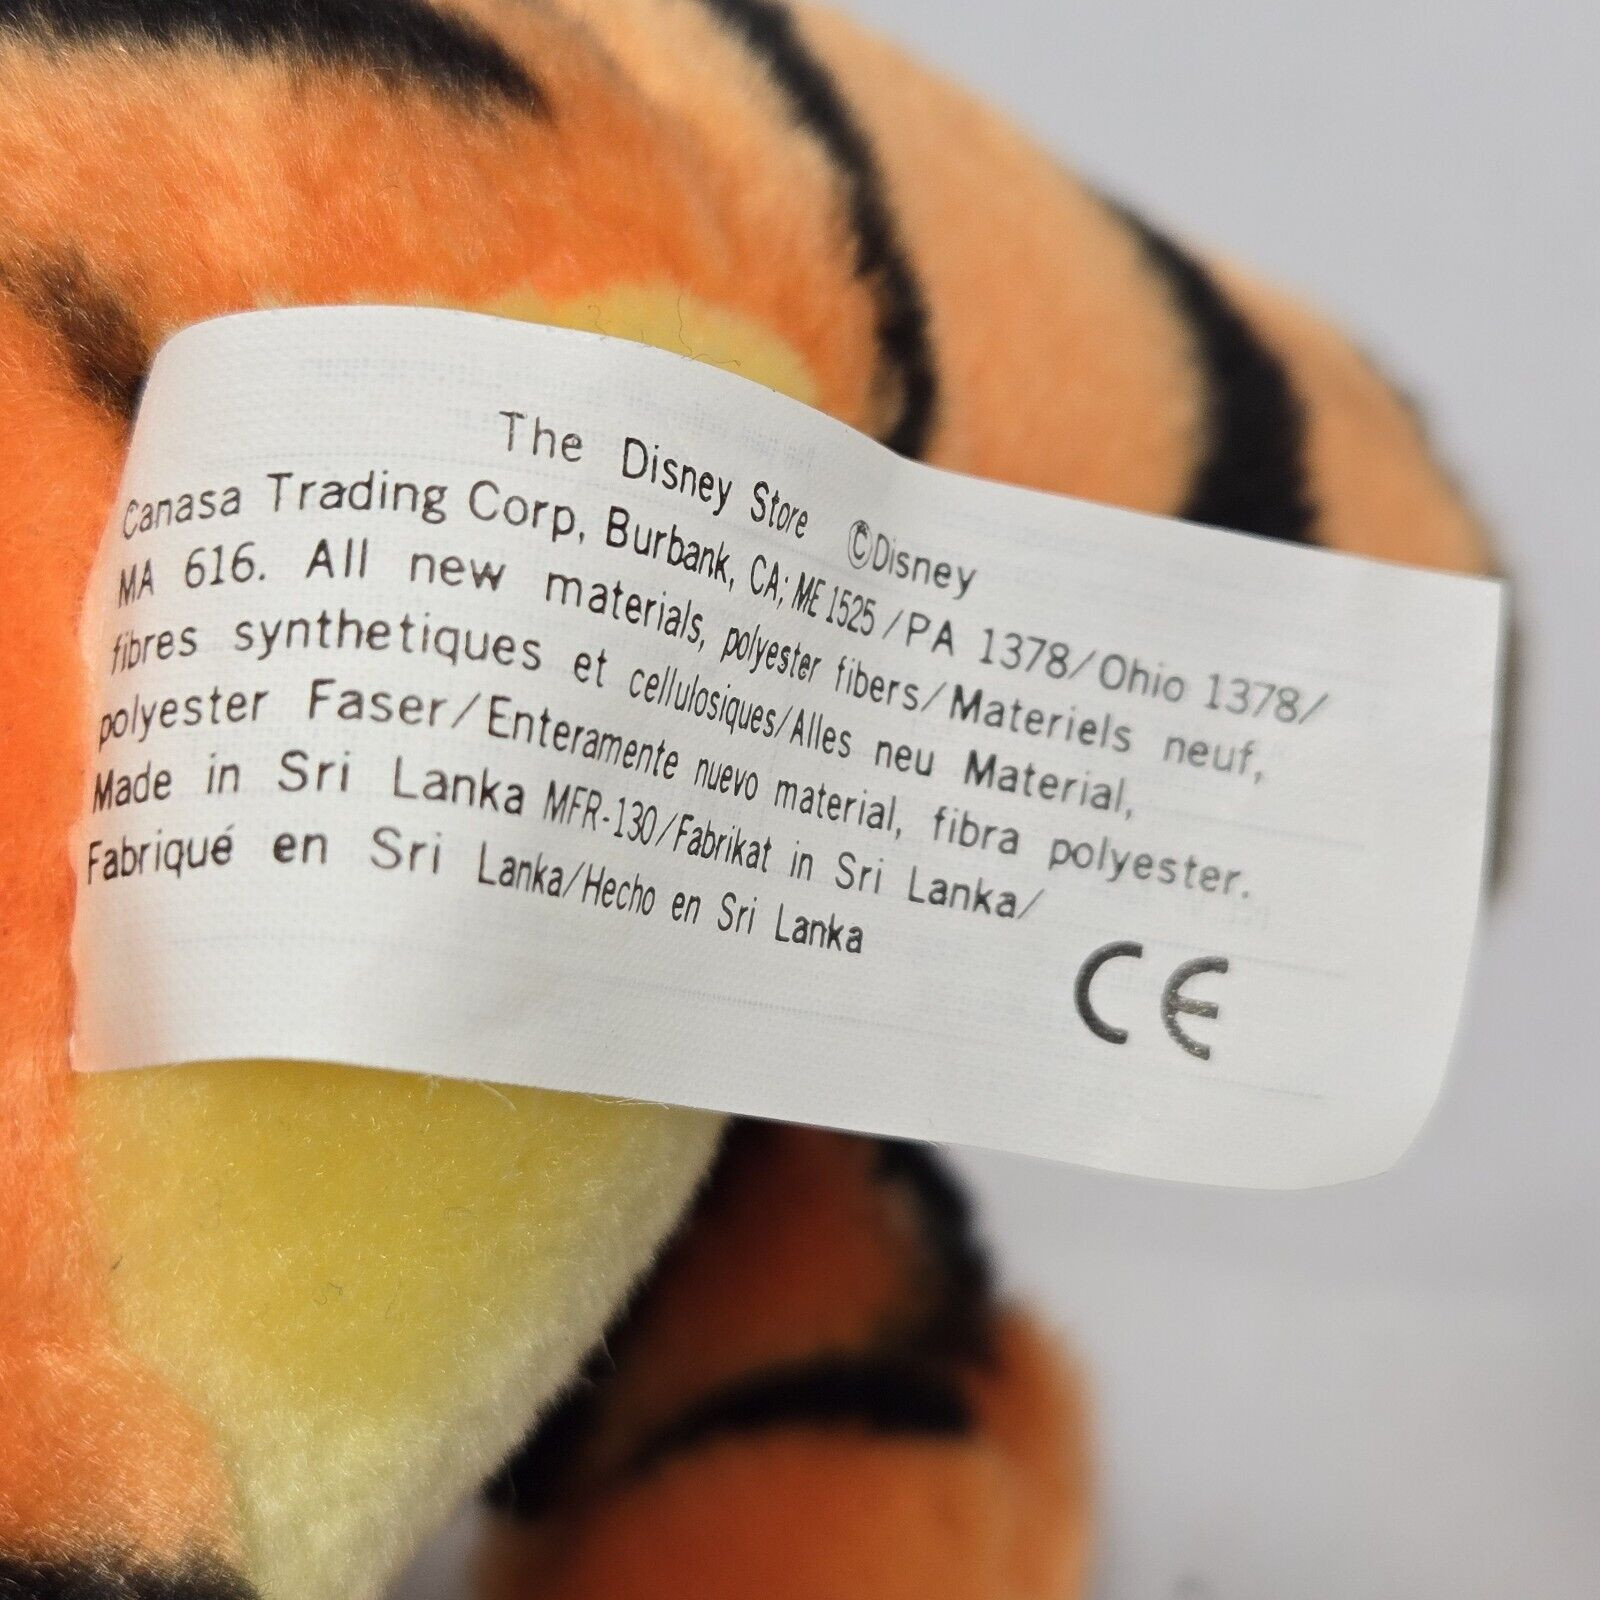 The Disney Store ©Disney
Canasa Trading Corp, Burbank, CA; ME 1525 /PA 1378/Ohio 1378/
MA 616. All new materials, polyester fibers/Materiels neuf,
fibres synthetiques et cellulosiques/Alles neu Material,
polyester Faser/Enteramente nuevo material, fibra polyester.
Made in Sri Lanka MFR-130/Fabrikat in Sri Lanka/
Fabriqué en Sri Lanka/Hecho en Sri Lanka
CE